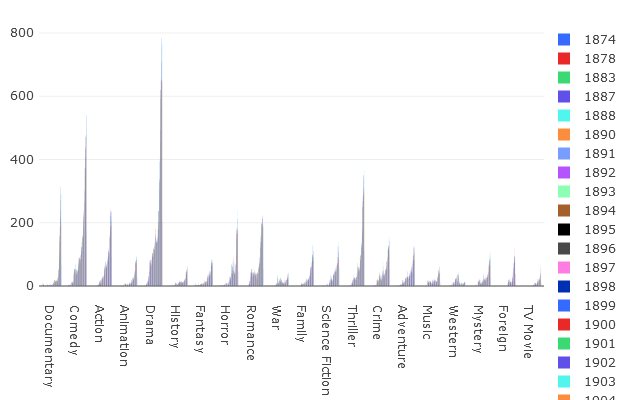 800
600
400
200
0
Documentary
Comedy
Action
Animation
Drama
History
Fantasy
Horror
Romance
War
Family
Science Fiction
Thriller
Crime
Adventure
Music
Western
Mystery
Foreign
TV Movie
1874
1878
1883
1887
1888
1890
1891
1892
1893
1894
1895
1896
1897
1898
1899
1900
1901
1902
1903
1904